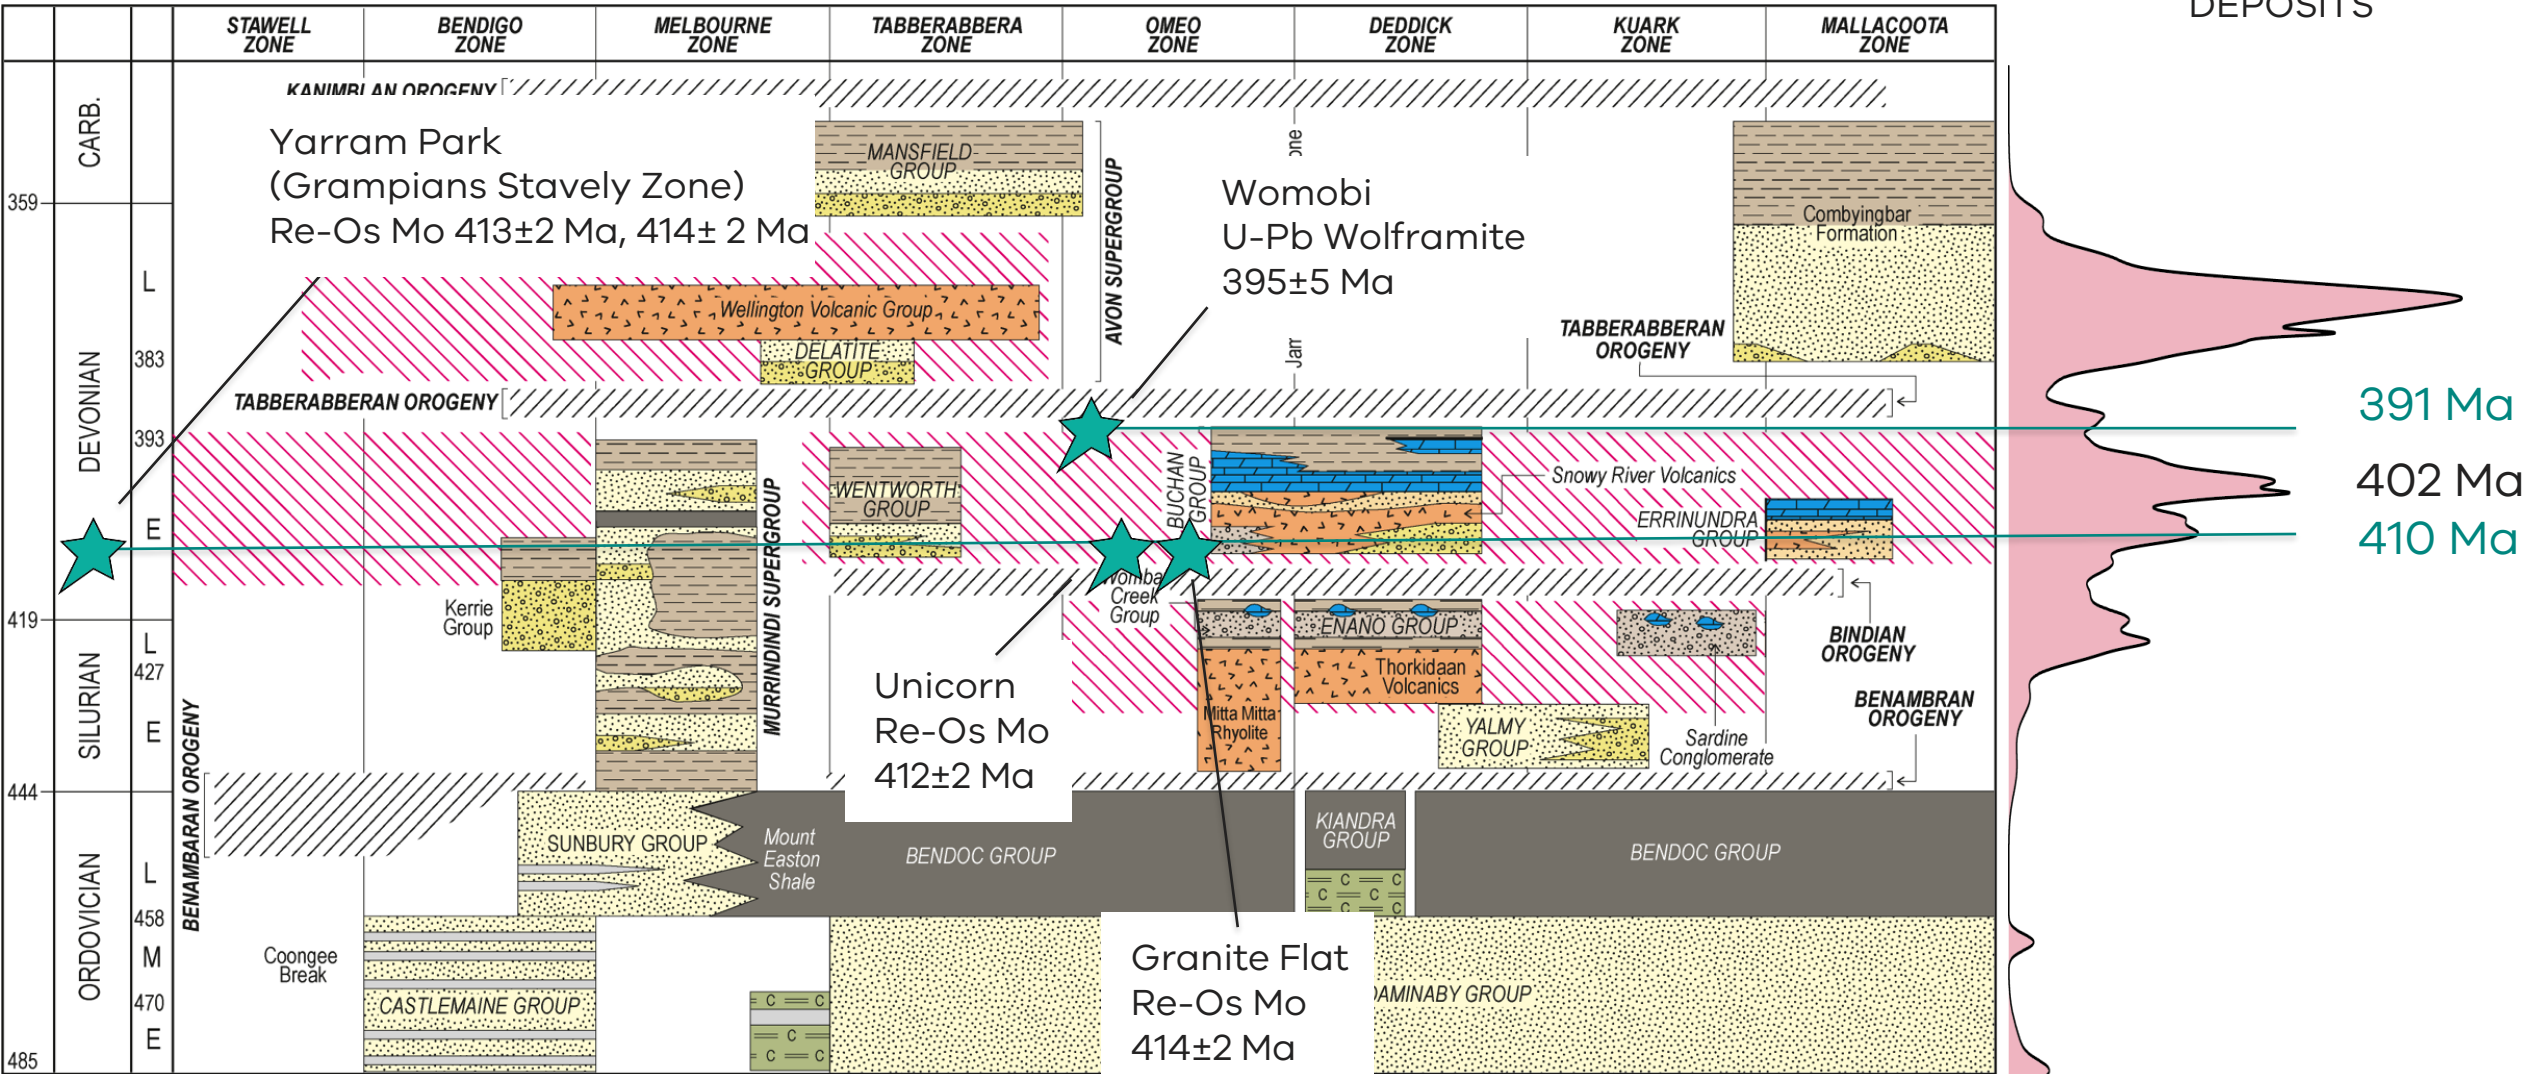 DEPOSITS
STAWELL
ZONE
BENDIGO
ZONE
MELBOURNE
ZONE
TABBERABBERA
ZONE
OMEO
ZONE
DEDDICK
ZONE
KUARK
ZONE
MALLACOOTA
ZONE
CARB.
DEVONIAN
SILURIAN
ORDOVICIAN
359
L
383
393
E
419
L
427
E
444
L
458
M
470
E
485
KANIMBLAN OROGENY
Yarram Park
(Grampians Stavely Zone)
Re-Os Mo 413±2 Ma, 414± 2 Ma
MANSFIELD
GROUP
AVON SUPERGROUP
Womobi
U-Pb Wolframite
395±5 Ma
one
Jam
Combyingbar
Formation
Wellington Volcanic Group
DELATITE
GROUP
TABBERABBERAN
OROGENY
TABBERABBERAN OROGENY
391 Ma
402 Ma
410 Ma
WENTWORTH
GROUP
BUCHAN
GROUP
Snowy River Volcanics
ERRINUNDRA
GROUP
MURRINDINDI SUPERGROUP
Kerrie
Group
Womba
Creek
Group
ENANO GROUP
Thorkidaan
Volcanics
Mitta Mitta
Rhyolite
YALMY
GROUP
Sardine
Conglomerate
BINDIAN
OROGENY
BENAMBRAN
OROGENY
Unicorn
Re-Os Mo
412±2 Ma
BENAMBARAN OROGENY
SUNBURY GROUP
Mount
Easton
Shale
BENDOC GROUP
KIANDRA
GROUP
C C C
C C
C C
BENDOC GROUP
Coongee
Break
CASTLEMAINE GROUP
C C
C
C C
Granite Flat
Re-Os Mo
414±2 Ma
DAMINABY GROUP